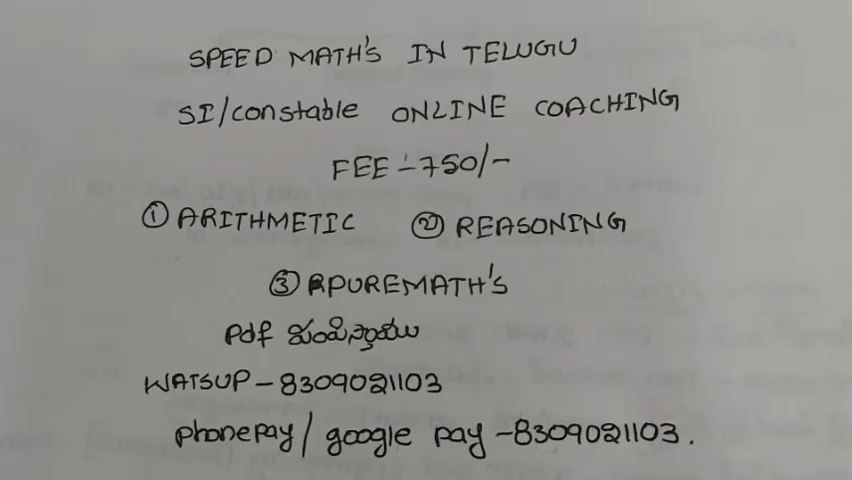 SPEED MATH'S IN TELUGU
SI/constable ONLINE COACHING
FEE :- 750/-
① ARITHMETIC ② REASONING
③ PUREMATH'S
Pdf పంపిస్తాము
WATSUP - 8309021103
phonepay / google pay - 8309021103.